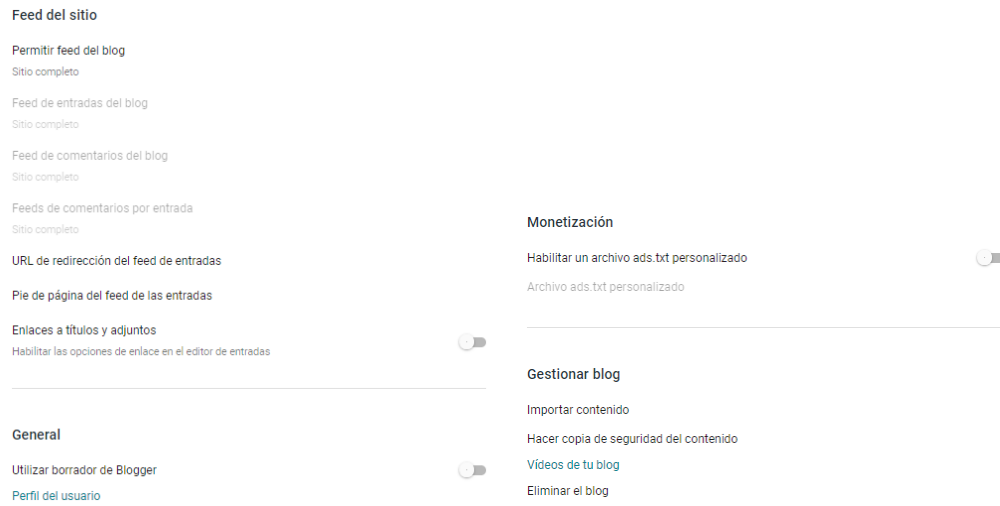 Feed del sitio
Permitir feed del blog
Sitio completo
Feed de entradas del blog
Sitio completo
Feed de comentarios del blog
Sitio completo
Feeds de comentarios por entrada
Sitio completo
URL de redirección del feed de entradas
Pie de página del feed de las entradas
Enlaces a títulos y adjuntos
Habilitar las opciones de enlace en el editor de entradas
General
Utilizar borrador de Blogger
Perfil del usuario
Monetización
Habilitar un archivo ads.txt personalizado
Archivo ads.txt personalizado
Gestionar blog
Importar contenido
Hacer copia de seguridad del contenido
Vídeos de tu blog
Eliminar el blog